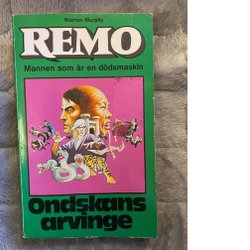 Warren Murphy
REMO
Mannen som är en dödsmaskin
Ondskans
arvinge